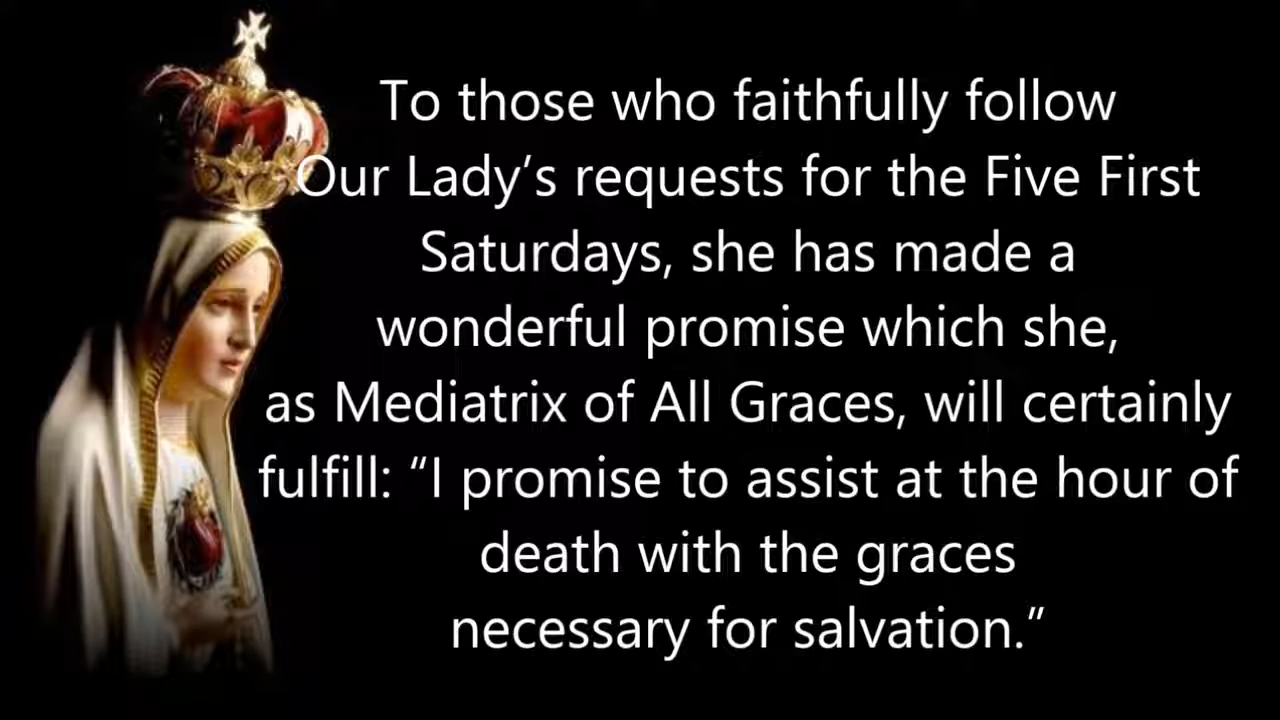 To those who faithfully follow
Our Lady’s requests for the Five First
Saturdays, she has made a
wonderful promise which she,
as Mediatrix of All Graces, will certainly
fulfill: “I promise to assist at the hour of
death with the graces
necessary for salvation.”